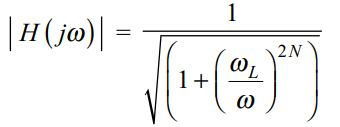 |H(jω)| = 1 / √(1 + (ω_L / ω)^{2N})